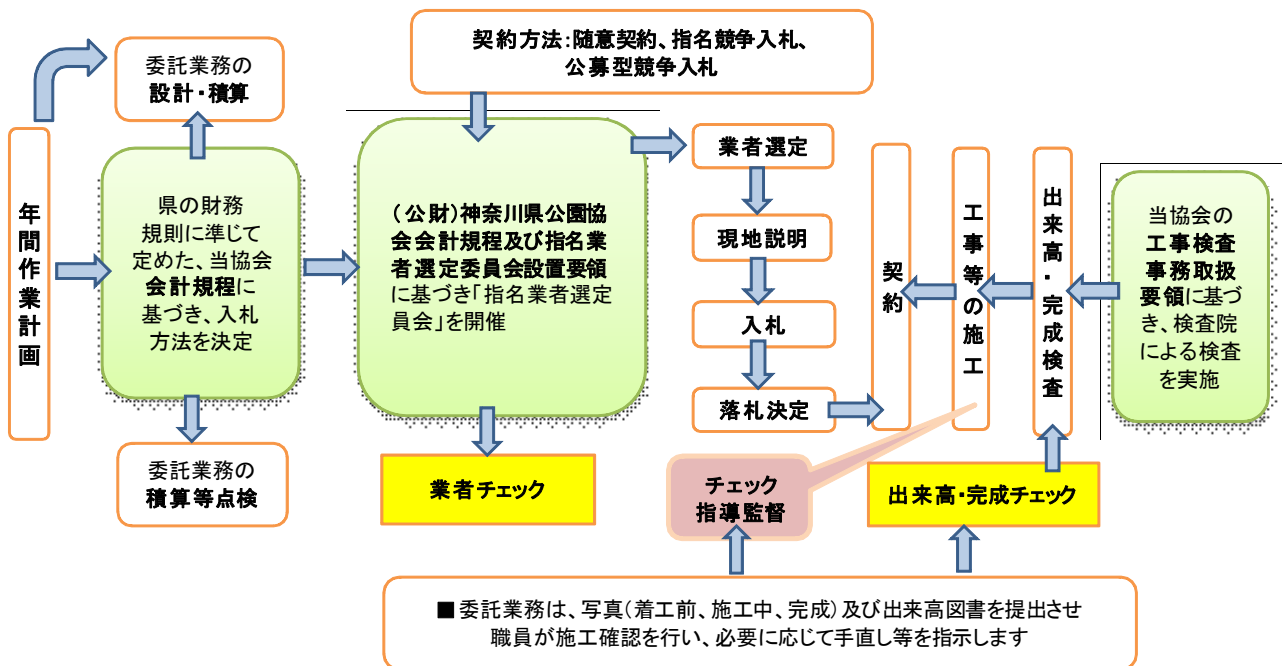 契約方法:随意契約、指名競争入札、
公募型競争入札
委託業務の
設計・積算
年間作業計画
県の財務
規則に準じて
定めた、当協会
会計規程に
基づき、入札
方法を決定
委託業務の
積算等点検
(公財)神奈川県公園協
会会計規程及び指名業
者選定委員会設置要領
に基づき「指名業者選定
員会」を開催
業者チェック
業者選定
現地説明
入札
落札決定
契約
工事等の施工
出来高・完成検査
当協会の
工事検査
事務取扱
要領に基づ
き、検査院
による検査
を実施
チェック
指導監督
出来高・完成チェック
■委託業務は、写真(着工前、施工中、完成)及び出来高図書を提出させ
職員が施工確認を行い、必要に応じて手直し等を指示します